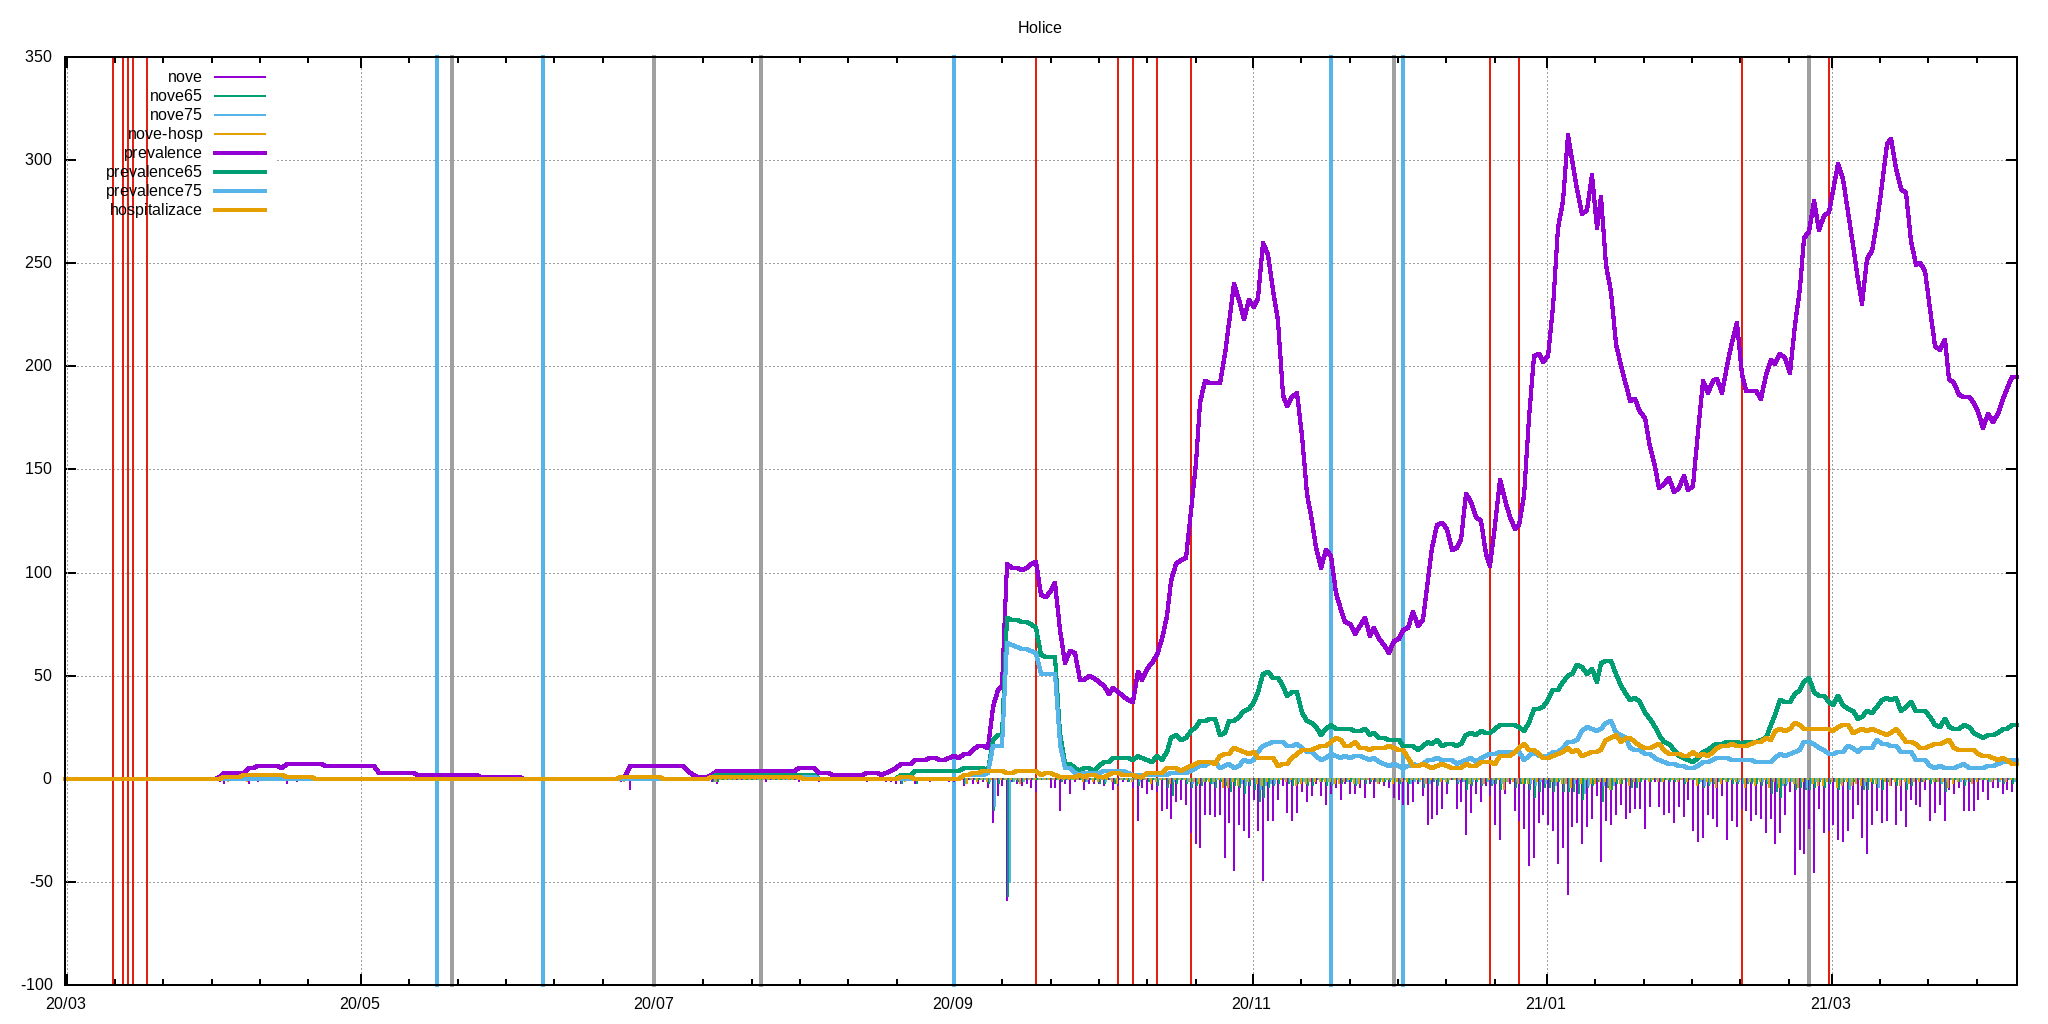 Holice
350
300
250
200
150
100
50
0
-50
-100
nove
nove65
nove75
nove-hosp
prevalence
prevalence65
prevalence75
hospitalizace
20/03 20/05 20/07 20/09 20/11 21/01 21/03